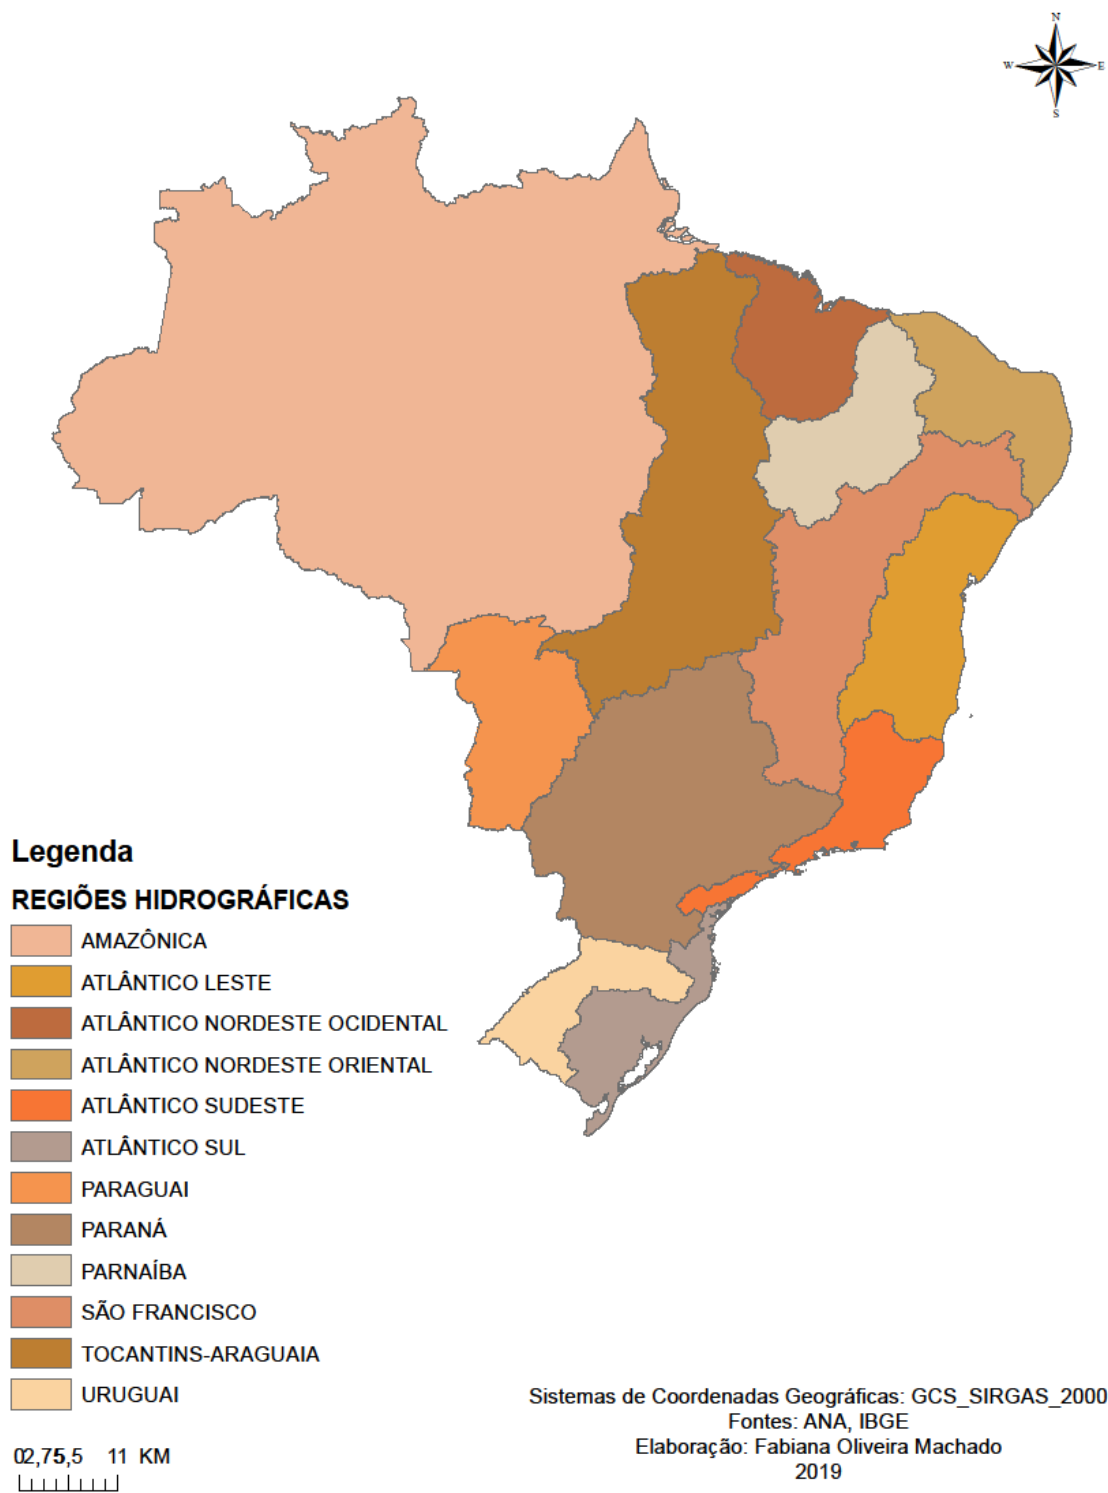 N
W E
S
Legenda
REGIÕES HIDROGRÁFICAS
AMAZÔNICA
ATLÂNTICO LESTE
ATLÂNTICO NORDESTE OCIDENTAL
ATLÂNTICO NORDESTE ORIENTAL
ATLÂNTICO SUDESTE
ATLÂNTICO SUL
PARAGUAI
PARANÁ
PARNAÍBA
SÃO FRANCISCO
TOCANTINS-ARAGUAIA
URUGUAI
02,755,5 11 KM
Sistemas de Coordenadas Geográficas: GCS_SIRGAS_2000
Fontes: ANA, IBGE
Elaboração: Fabiana Oliveira Machado
2019